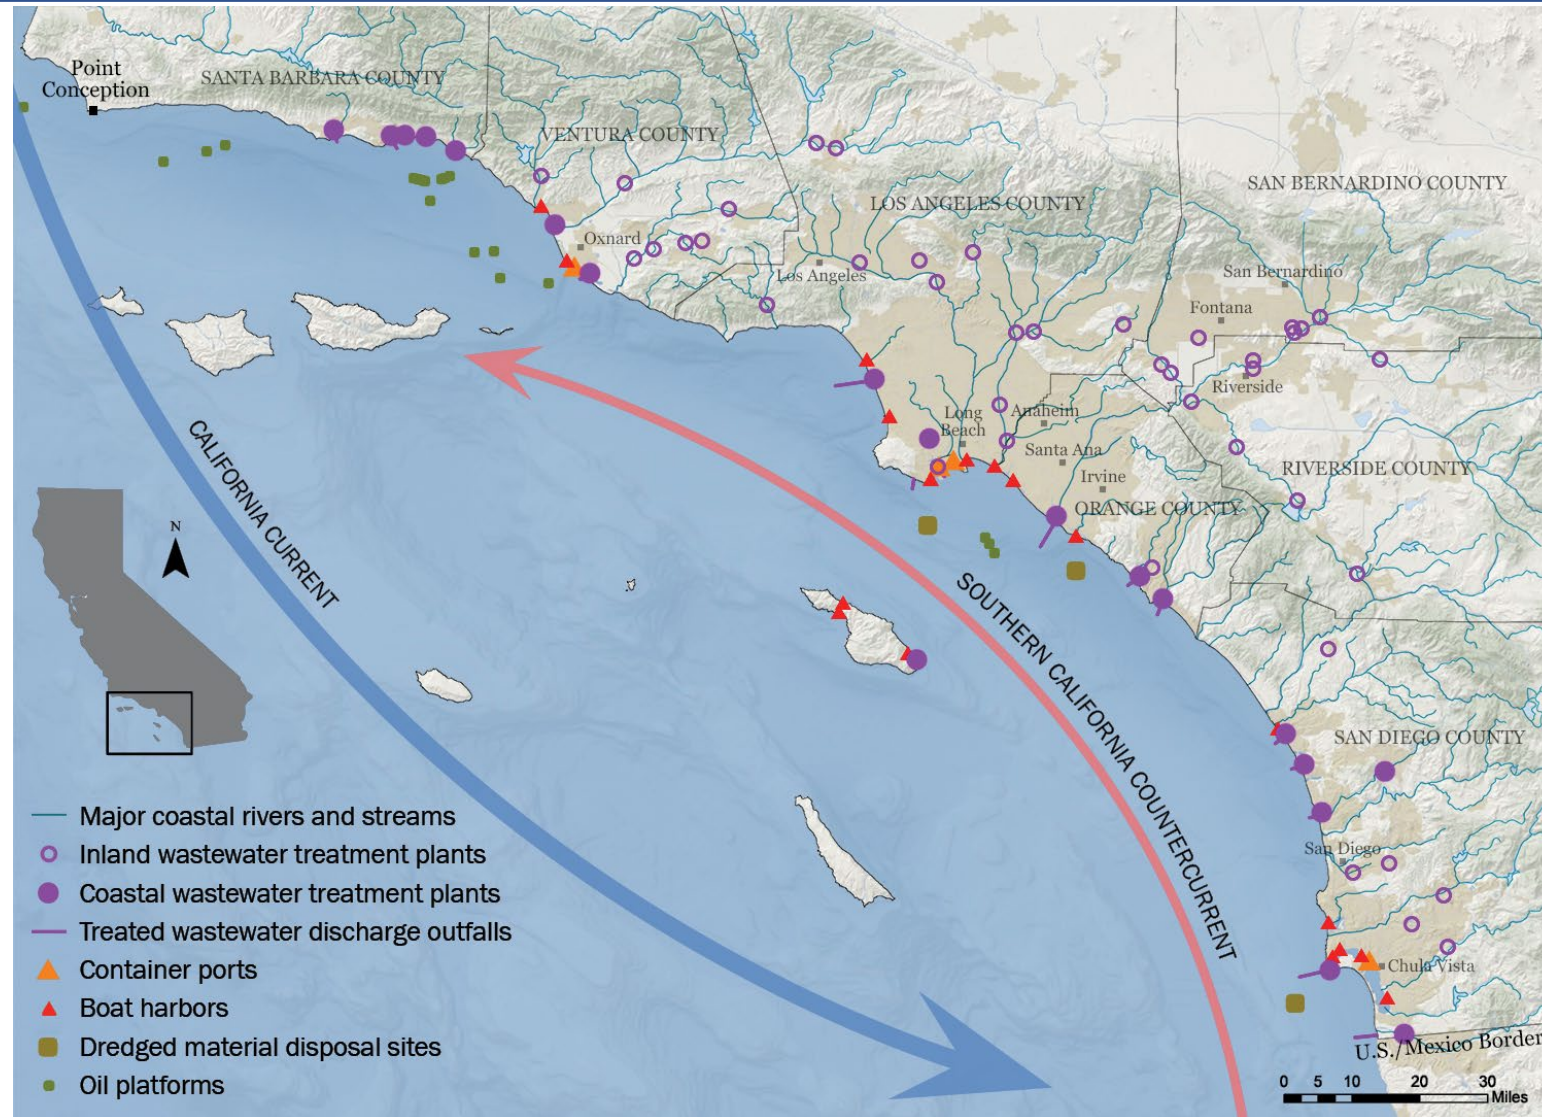 Point
Conception
SANTA BARBARA COUNTY
VENTURA COUNTY
SAN BERNARDINO COUNTY
LOS ANGELES COUNTY
Oxnard
Los Angeles
San Bernardino
Fontana
Riverside
Long
Beach
Anaheim
Santa Ana
Irvine
RIVERSIDE COUNTY
ORANGE COUNTY
CALIFORNIA CURRENT
N
SOUTHERN CALIFORNIA COUNTERCURRENT
SAN DIEGO COUNTY
San Diego
Chula Vista
U.S./Mexico Border
Major coastal rivers and streams
Inland wastewater treatment plants
Coastal wastewater treatment plants
Treated wastewater discharge outfalls
Container ports
Boat harbors
Dredged material disposal sites
Oil platforms
0 5 10 20 30
Miles